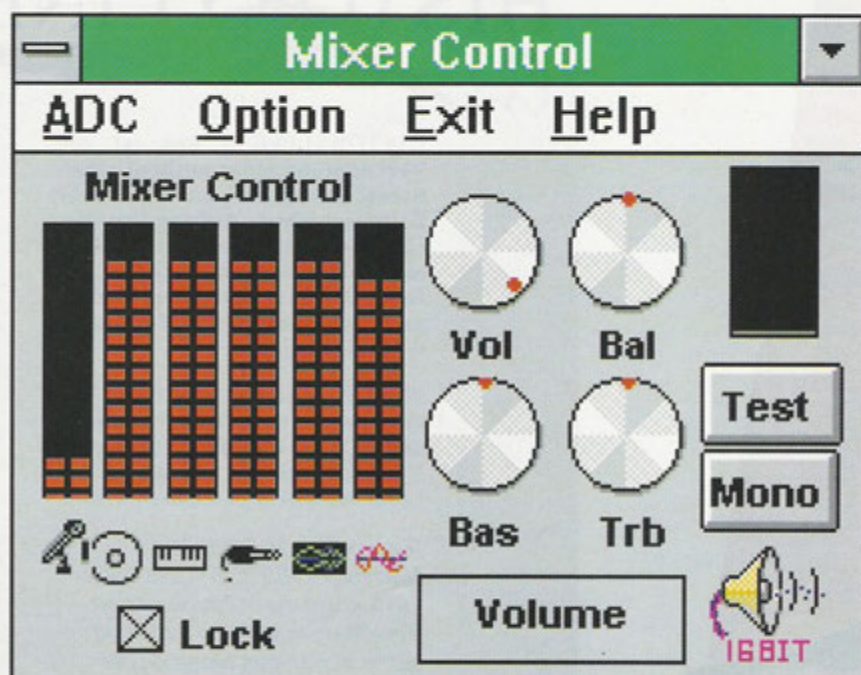 Mixer Control
ADC Option Exit Help
Mixer Control
Vol Bal
Test
Mono
Bas Trb
Volume
Lock
16BIT